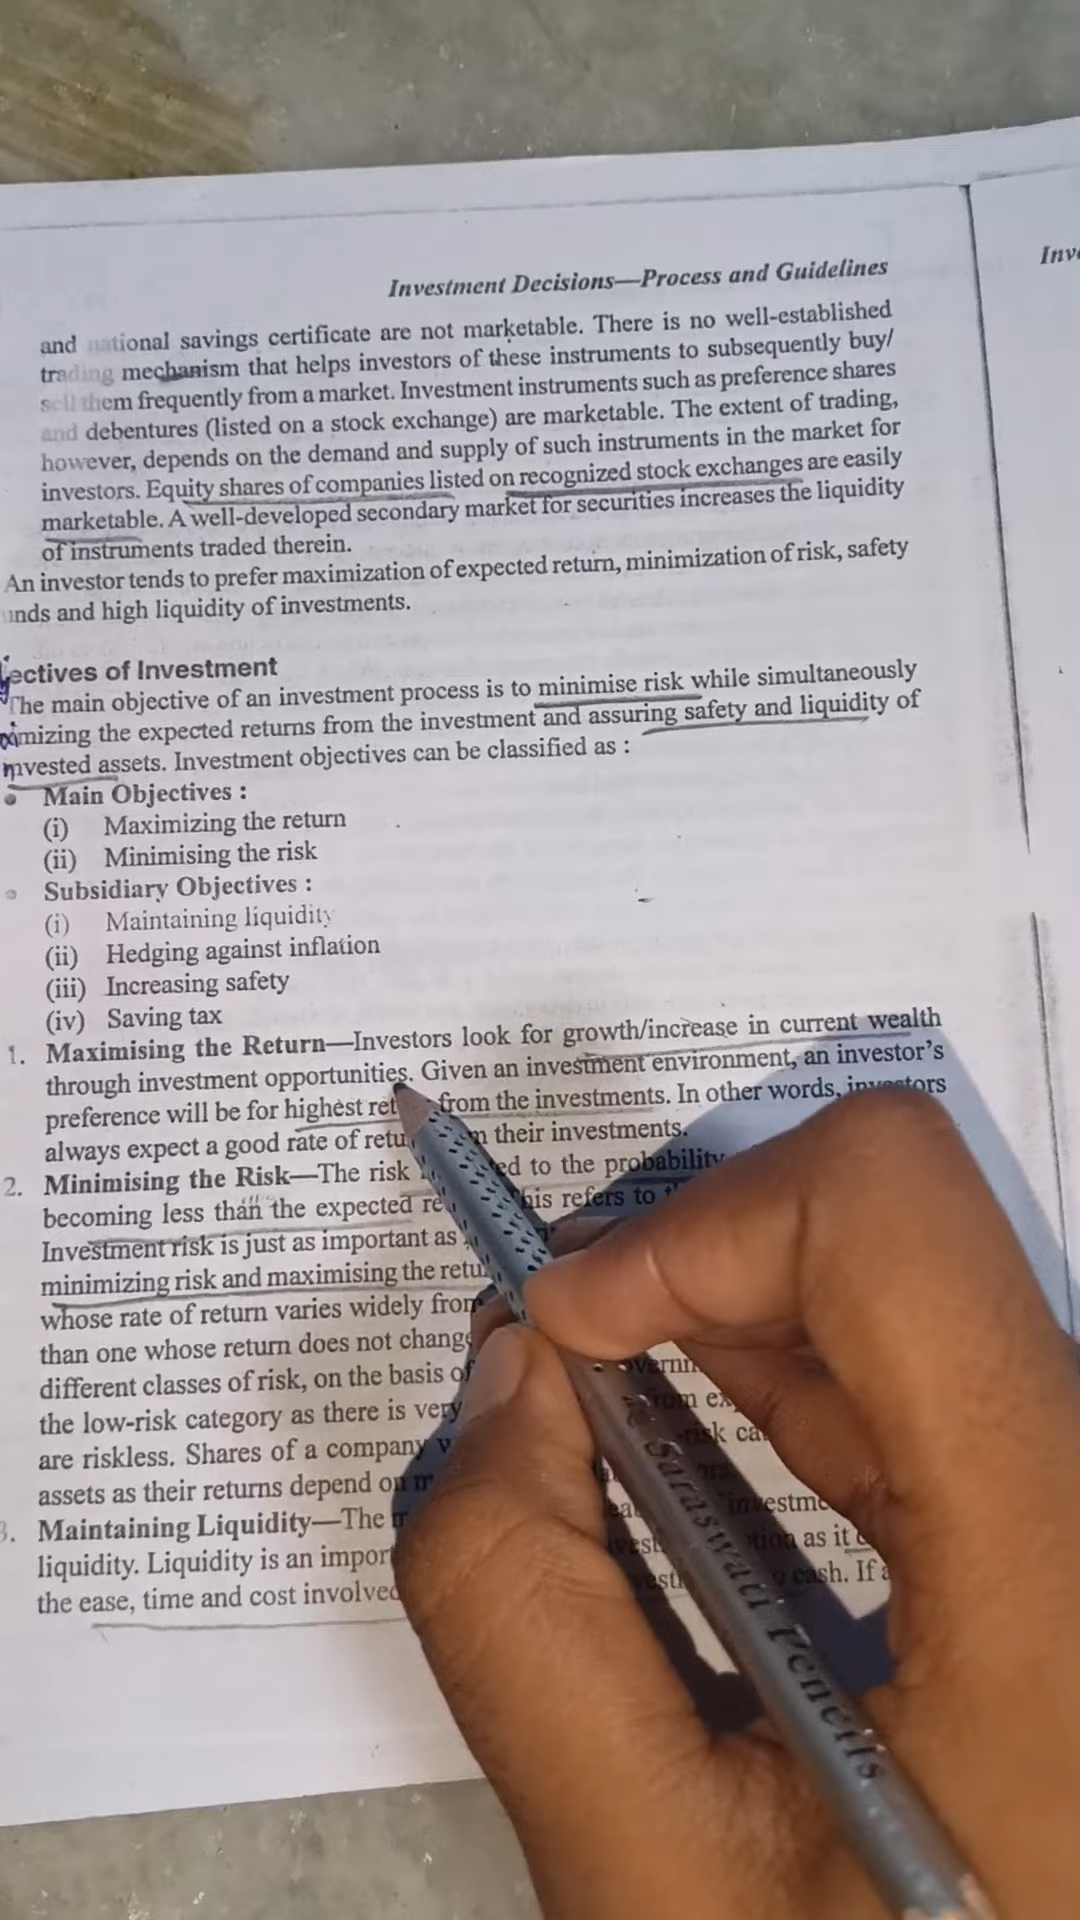 Investment Decisions—Process and Guidelines
Inv
and national savings certificate are not marketable. There is no well-established
trading mechanism that helps investors of these instruments to subsequently buy/
sell them frequently from a market. Investment instruments such as preference shares
and debentures (listed on a stock exchange) are marketable. The extent of trading,
however, depends on the demand and supply of such instruments in the market for
investors. Equity shares of companies listed on recognized stock exchanges are easily
marketable. A well-developed secondary market for securities increases the liquidity
of instruments traded therein.
An investor tends to prefer maximization of expected return, minimization of risk, safety
unds and high liquidity of investments.
ectives of Investment
The main objective of an investment process is to minimise risk while simultaneously
imizing the expected returns from the investment and assuring safety and liquidity of
invested assets. Investment objectives can be classified as :
• Main Objectives :
(i) Maximizing the return
(ii) Minimising the risk
• Subsidiary Objectives :
(i) Maintaining liquidity
(ii) Hedging against inflation
(iii) Increasing safety
(iv) Saving tax
1. Maximising the Return—Investors look for growth/increase in current wealth
through investment opportunities. Given an investment environment, an investor's
preference will be for highest ret from the investments. In other words, investors
always expect a good rate of retu their investments.
2. Minimising the Risk—The risk ed to the probability
becoming less than the expected re his refers to
Investment risk is just as important as
minimizing risk and maximising the retu
whose rate of return varies widely from
than one whose return does not change
different classes of risk, on the basis of
the low-risk category as there is very
are riskless. Shares of a company
assets as their returns depend on
3. Maintaining Liquidity—The investme
liquidity. Liquidity is an impor as it
the ease, time and cost involved cash. If
Saraswati Pencils